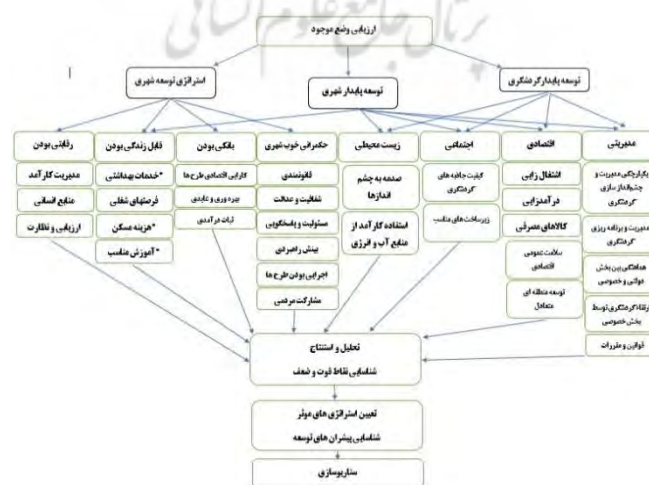 پرتال جامع علوم انسانی
ارزیابی وضع موجود
توسعه پایدار گردشگری
توسعه پایدار شهری
استراتژی توسعه شهری
مدیریتی
یکپارچگی مدیریت و
چشم‌انداز سازی
گردشگری
مدیریت و برنامه ریزی
گردشگری
هماهنگی بین بخش
دولتی و خصوصی
ارتقاء گردشگری توسط
بخش خصوصی
قوانین و مقررات
اقتصادی
اشتغال زایی
درآمدزایی
کالاهای مصرفی
سلامت عمومی
اقتصادی
توسعه منطقه ای
متعادل
اجتماعی
کیفیت جاذبه های
گردشگری
زیرساخت های مناسب
زیست محیطی
صدمه به چشم
اندازها
استفاده کارآمد از
منابع آب و انرژی
حکمرانی خوب شهری
قانونمندی
شفافیت و عدالت
مسئولیت و پاسخگویی
بینش راهبردی
اجرایی بودن طرح ها
مشارکت مردمی
بانکی بودن
کارایی اقتصادی طرح ها
بهره وری و عایدی
ثبات درآمدی
قابل زندگی بودن
*خدمات بهداشتی
فرصتهای شغلی
*هزینه مسکن
*آموزش مناسب
رقابتی بودن
مدیریت کارآمد
منابع انسانی
ارزیابی و نظارت
تحلیل و استنتاج
شناسایی نقاط قوت و ضعف
تعیین استراتژی های موثر
شناسایی پیشران های توسعه
سناریوسازی